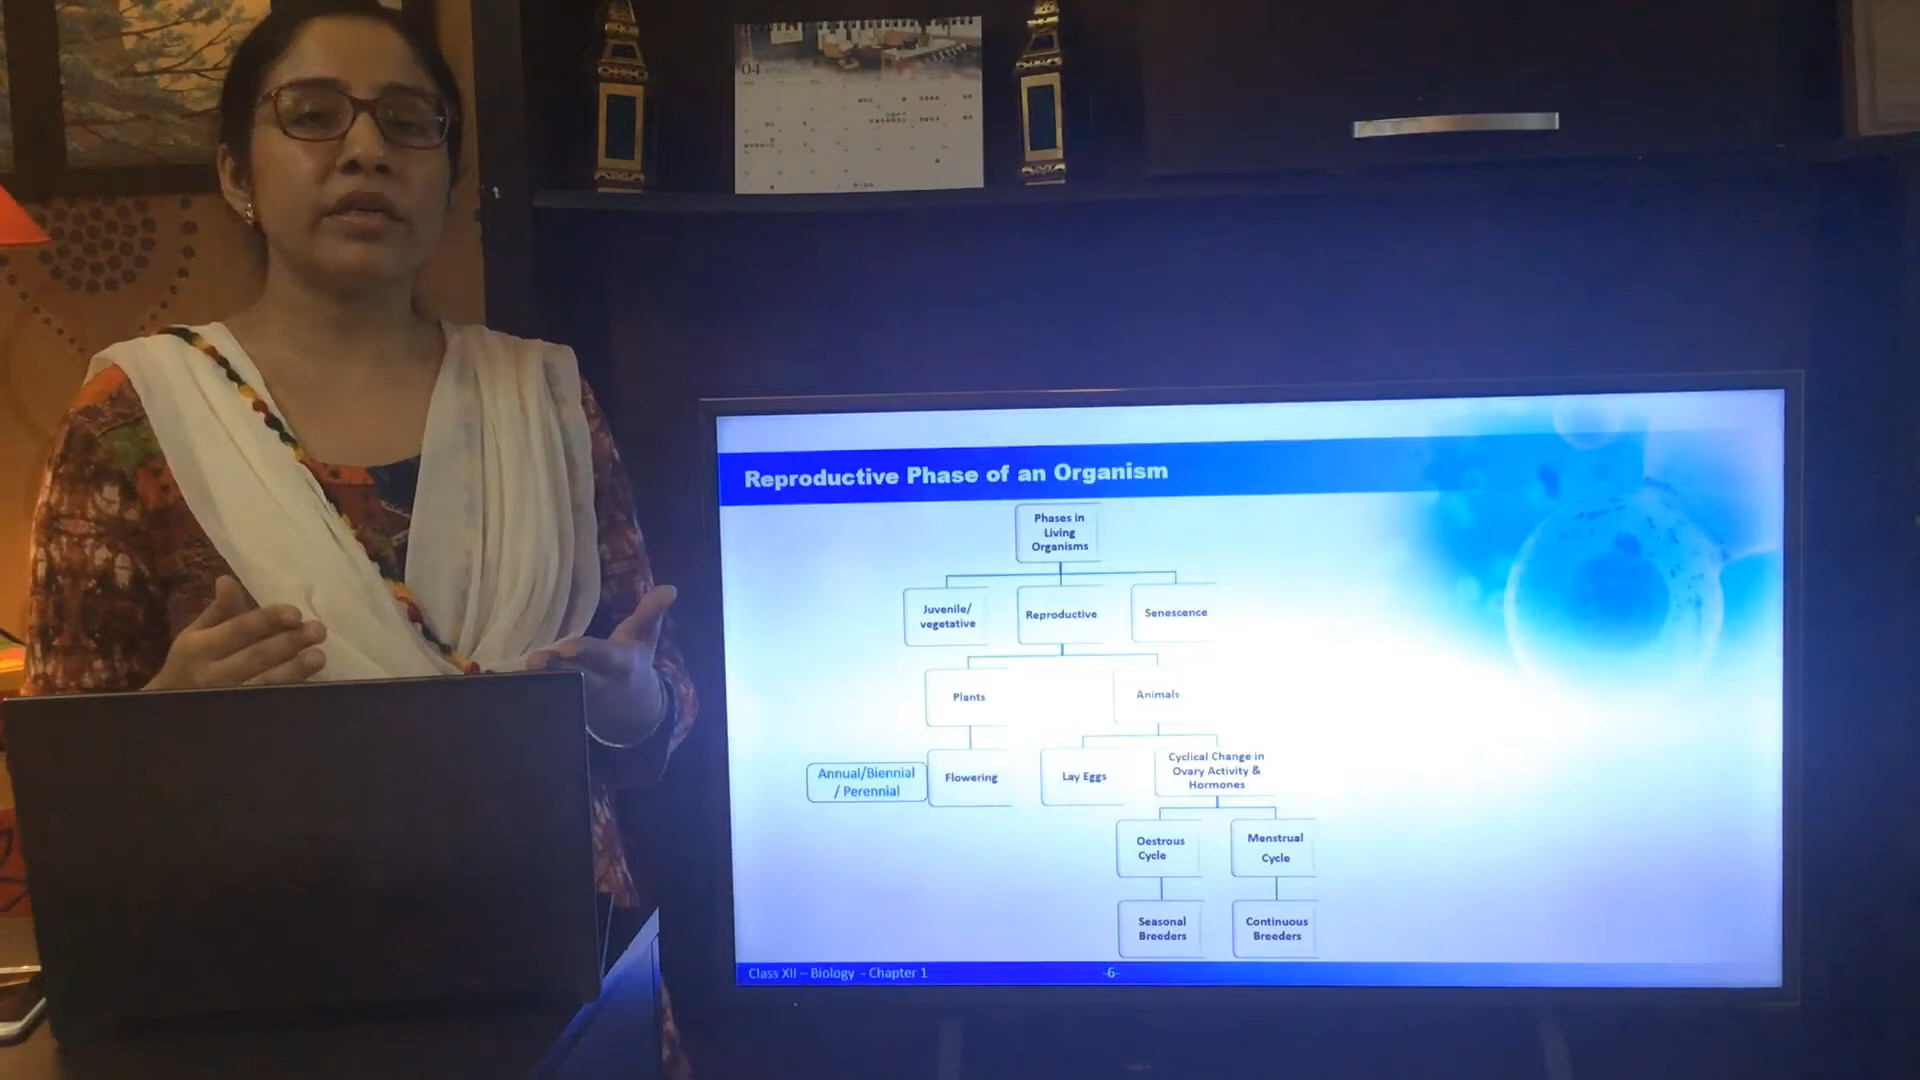 04
Reproductive Phase of an Organism
Phases in
Living
Organisms
Juvenile/
vegetative
Reproductive
Senescence
Plants
Animals
Annual/Biennial
/ Perennial
Flowering
Lay Eggs
Cyclical Change in
Ovary Activity &
Hormones
Oestrous
Cycle
Menstrual
Cycle
Seasonal
Breeders
Continuous
Breeders
Class XII – Biology - Chapter 1
-6-